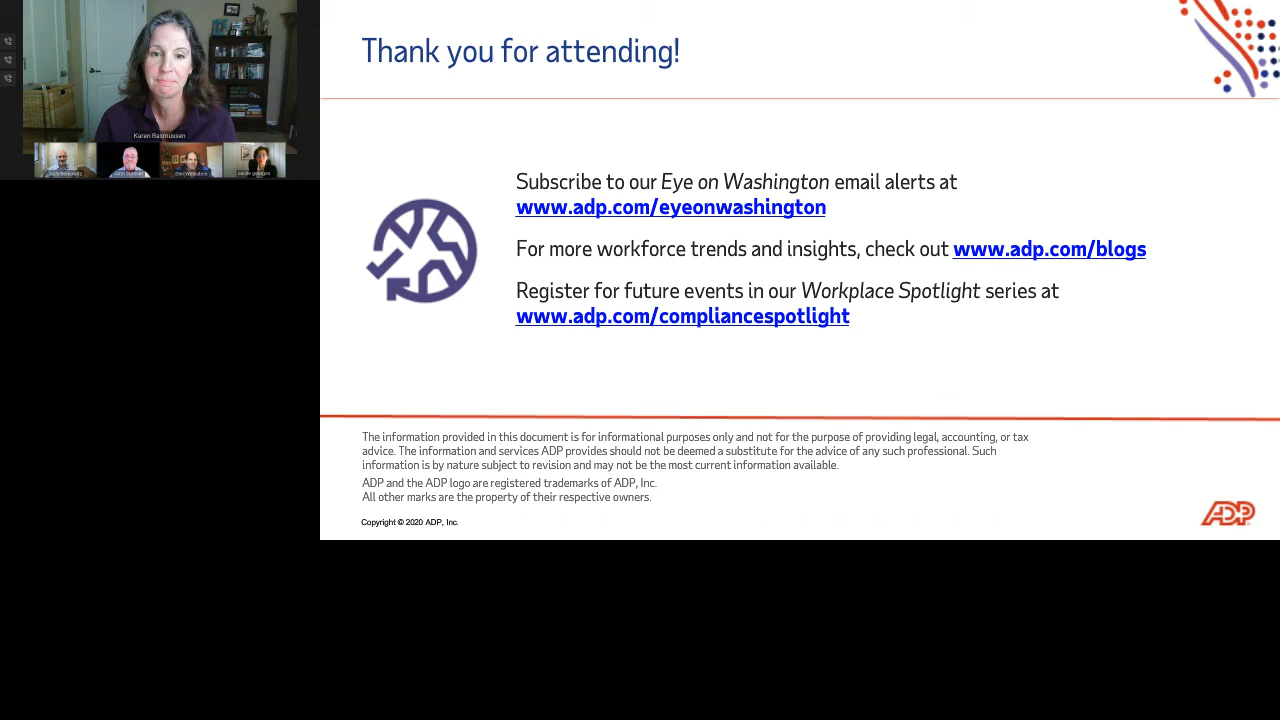 Karen Rasmussen
Jack Berkowitz
Don Weinstein
cecile georges
Thank you for attending!
Subscribe to our Eye on Washington email alerts at
www.adp.com/eyeonwashington
For more workforce trends and insights, check out www.adp.com/blogs
Register for future events in our Workplace Spotlight series at
www.adp.com/compliancespotlight
The information provided in this document is for informational purposes only and not for the purpose of providing legal, accounting, or tax
advice. The information and services ADP provides should not be deemed a substitute for the advice of any such professional. Such
information is by nature subject to revision and may not be the most current information available.
ADP and the ADP logo are registered trademarks of ADP, Inc.
All other marks are the property of their respective owners.
Copyright © 2020 ADP, Inc.
ADP